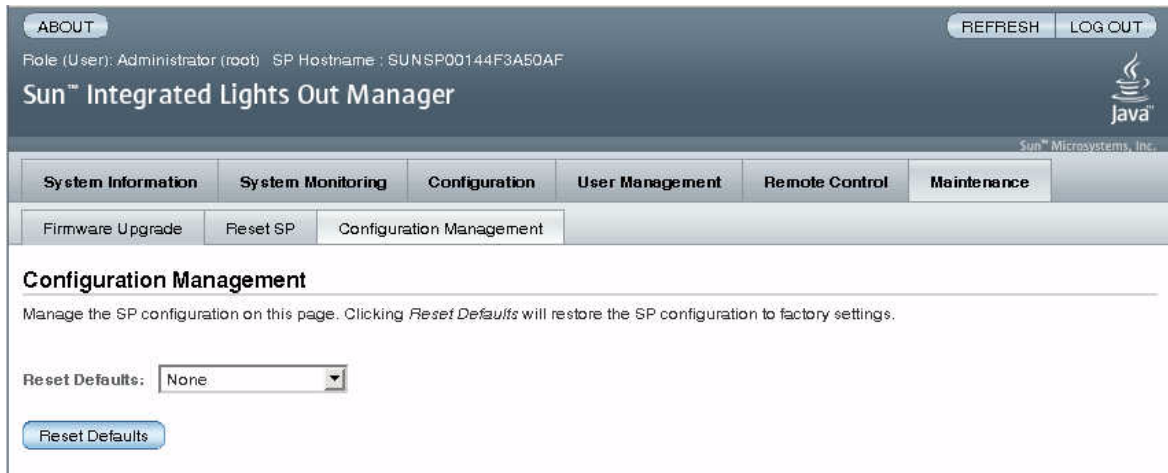 ABOUT
REFRESH
LOG OUT
Role (User): Administrator (root) SP Hostname : SUNSP00144F3A50AF
Sun™ Integrated Lights Out Manager
Java™
Sun™ Microsystems, Inc.
System Information
System Monitoring
Configuration
User Management
Remote Control
Maintenance
Firmware Upgrade
Reset SP
Configuration Management
Configuration Management
Manage the SP configuration on this page. Clicking Reset Defaults will restore the SP configuration to factory settings.
Reset Defaults: None
Reset Defaults